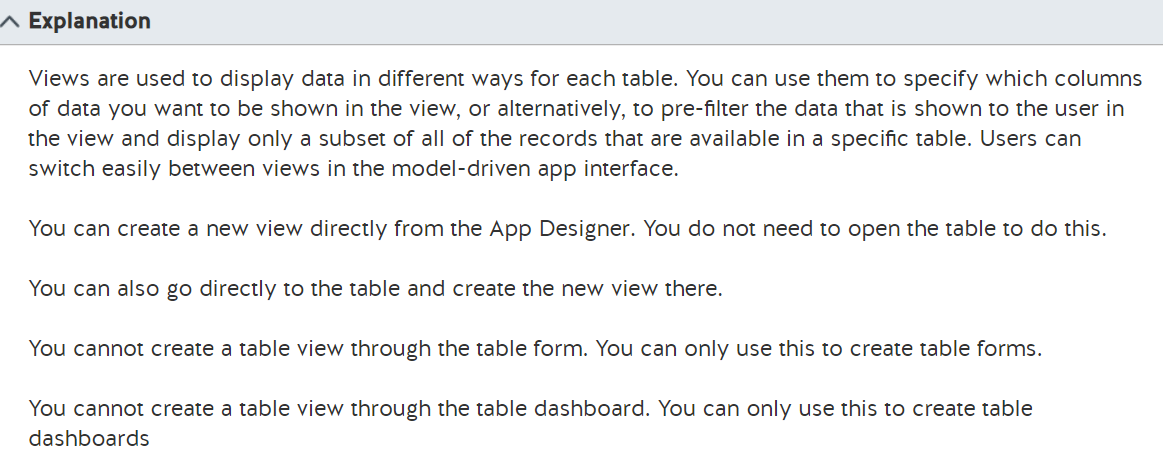 Explanation
Views are used to display data in different ways for each table. You can use them to specify which columns
of data you want to be shown in the view, or alternatively, to pre-filter the data that is shown to the user in
the view and display only a subset of all of the records that are available in a specific table. Users can
switch easily between views in the model-driven app interface.
You can create a new view directly from the App Designer. You do not need to open the table to do this.
You can also go directly to the table and create the new view there.
You cannot create a table view through the table form. You can only use this to create table forms.
You cannot create a table view through the table dashboard. You can only use this to create table
dashboards